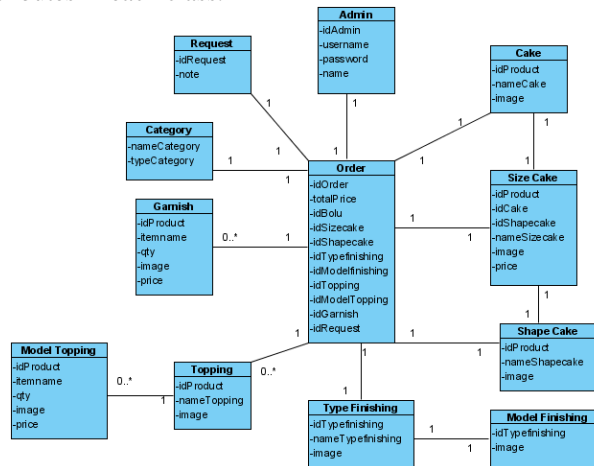 Admin
-idAdmin
-username
-password
-name
Request
-idRequest
-note
Cake
-idProduct
-nameCake
-image
1
1
1
1
Category
-nameCategory
-typeCategory
1
1
1
1
1
1
Order
-idOrder
-totalPrice
-idBolu
-idSizecake
-idShapecake
-idTypefinishing
-idModelfinishing
-idTopping
-idModelTopping
-idGarnish
-idRequest
Size Cake
-idProduct
-idCake
-idShapecake
-nameSizecake
-image
-price
Garnish
-idProduct
-itemname
-qty
-image
-price
0..*
1
1
1
1
1
Shape Cake
-idProduct
-nameShapecake
-image
1
1
1
0..*
Model Topping
-idProduct
-itemname
-qty
-image
-price
0..*
1
Topping
-idProduct
-nameTopping
-image
1
1
Type Finishing
-idTypefinishing
-nameTypefinishing
-image
1
1
Model Finishing
-idTypefinishing
-image